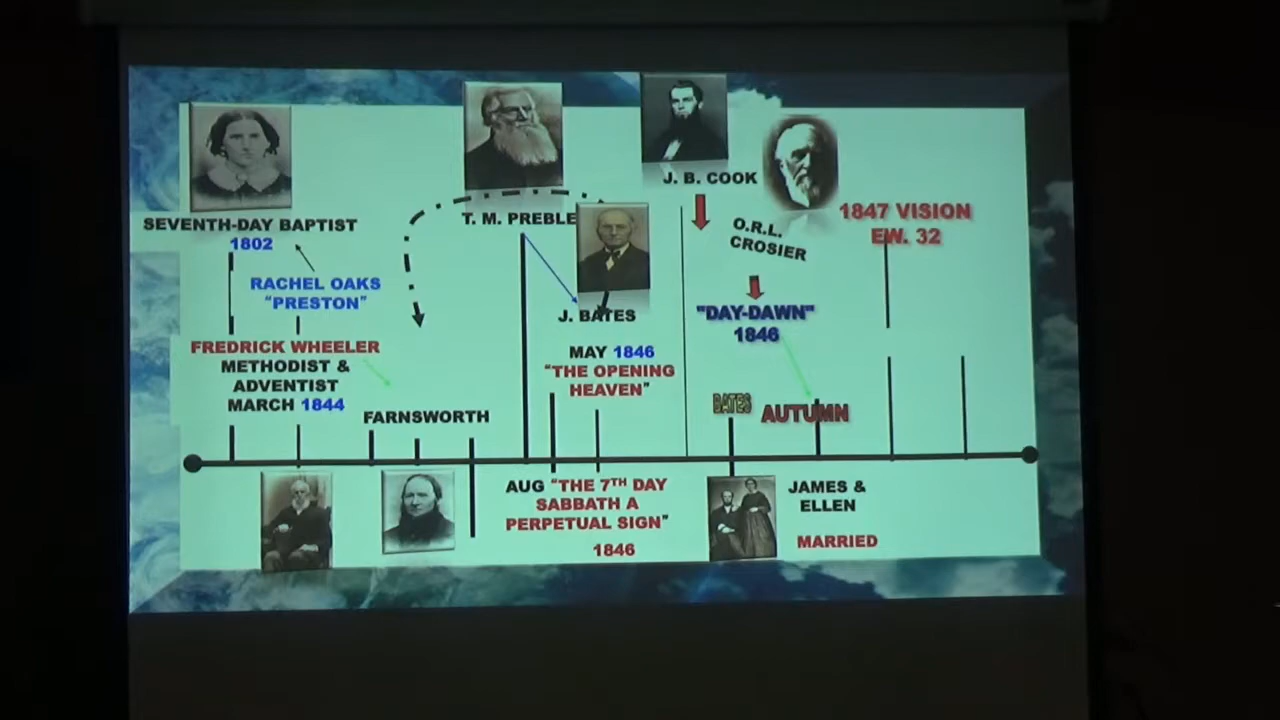 SEVENTH-DAY BAPTIST
1802
RACHEL OAKS
"PRESTON"
FREDRICK WHEELER
METHODIST &
ADVENTIST
MARCH 1844
FARNSWORTH
T. M. PREBLE
J. BATES
MAY 1846
"THE OPENING
HEAVEN"
AUG "THE 7TH DAY
SABBATH A
PERPETUAL SIGN"
1846
J. B. COOK
O.R.L.
CROSIER
"DAY-DAWN"
1846
BATES
AUTUMN
JAMES &
ELLEN
MARRIED
1847 VISION
EW. 32